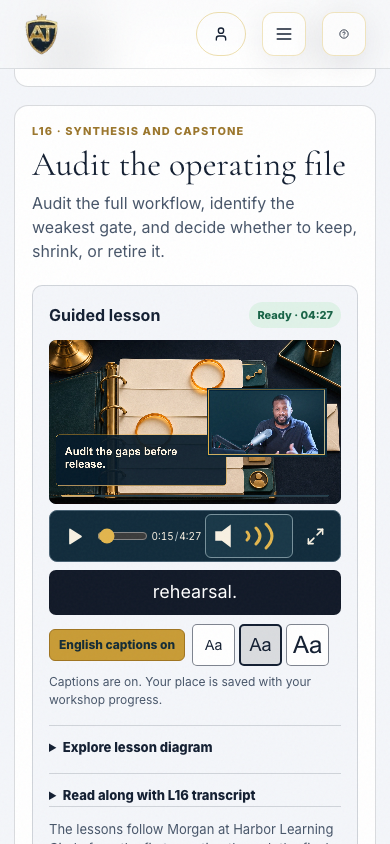 AT
L16 · SYNTHESIS AND CAPSTONE
Audit the operating file
Audit the full workflow, identify the
weakest gate, and decide whether to keep,
shrink, or retire it.
Guided lesson
Ready · 04:27
Audit the gaps before
release.
0:15/4:27
rehearsal.
English captions on
Aa
Aa
Aa
Captions are on. Your place is saved with your
workshop progress.
Explore lesson diagram
Read along with L16 transcript
The lessons follow Morgan at Harbor Learning